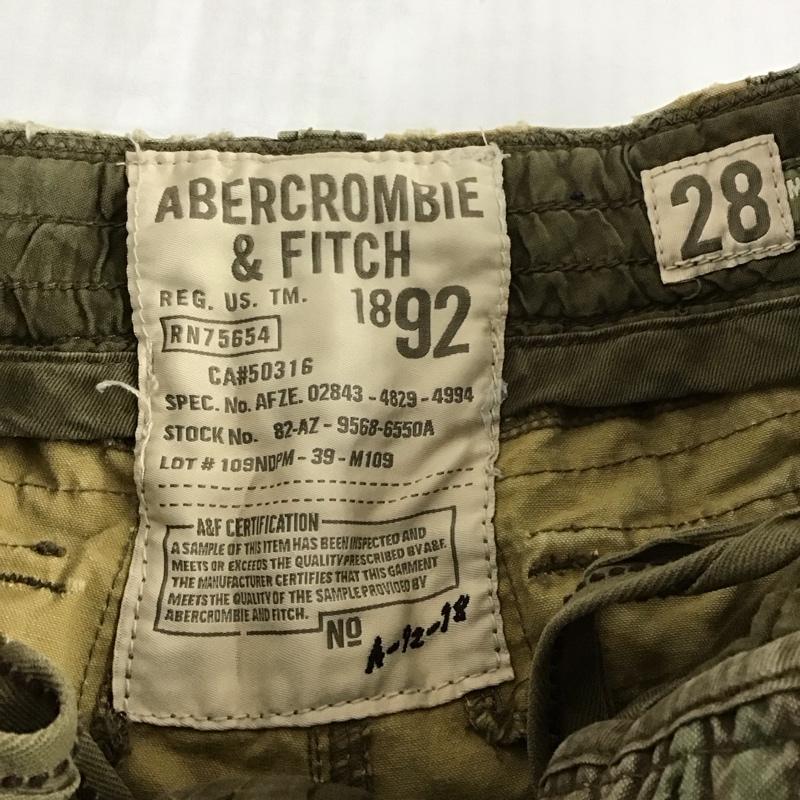 ABERCROMBIE
& FITCH
REG. US. TM.
1892
RN75654
CA#50316
SPEC. No. AFZE. 02843 - 4829 - 4994
STOCK No. 82-AZ - 9568-6550A
LOT # 109NDPM - 39 - M109
A&F CERTIFICATION
A SAMPLE OF THIS ITEM HAS BEEN INSPECTED AND
MEETS OR EXCEEDS THE QUALITY PRESCRIBED BY A&F.
THE MANUFACTURER CERTIFIES THAT THIS GARMENT
MEETS THE QUALITY OF THE SAMPLE PROVIDED BY
ABERCROMBIE AND FITCH.
No A-12-18
28